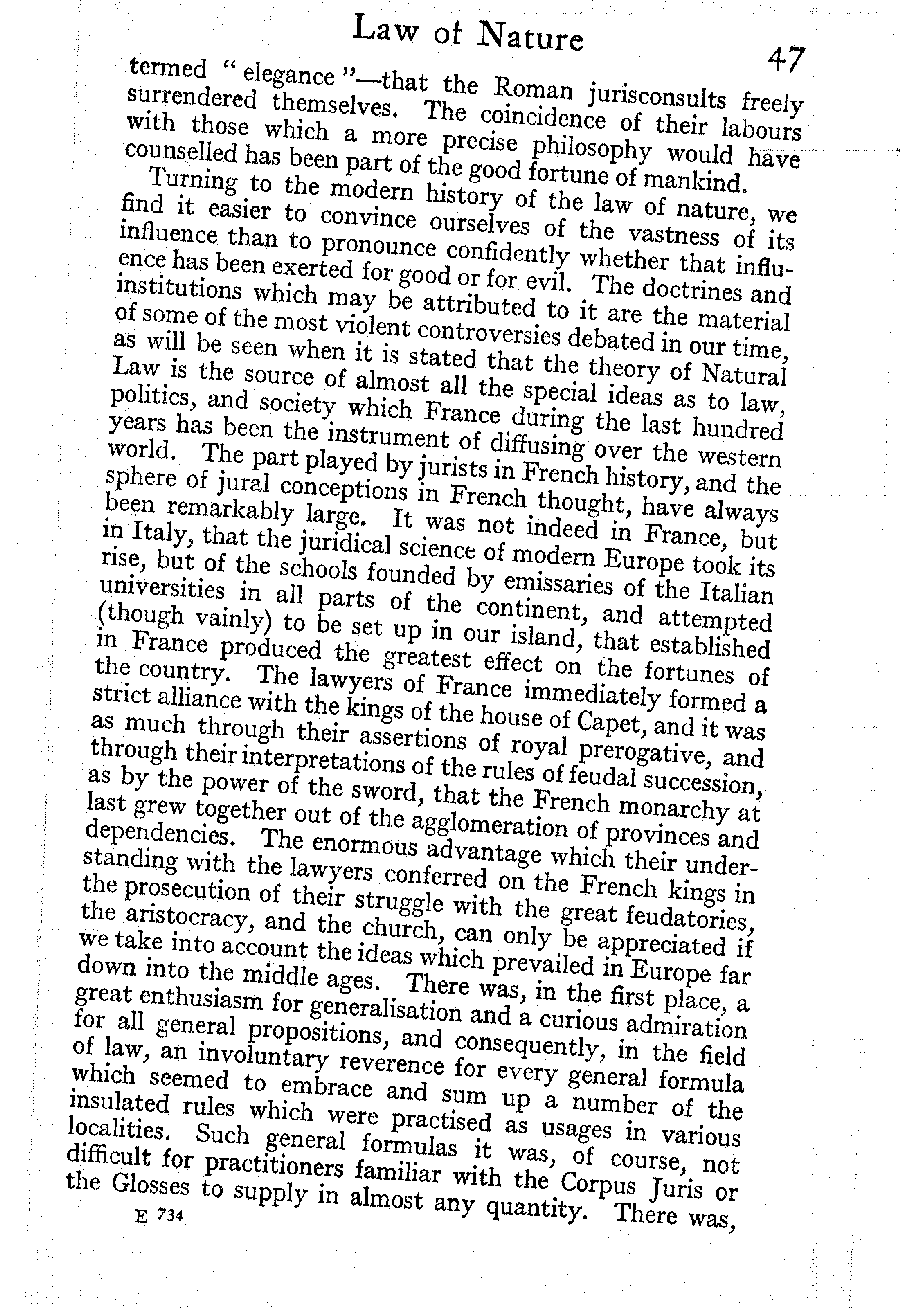 Law of Nature 47
termed " elegance "—that the Roman jurisconsults freely
surrendered themselves. The coincidence of their labours
with those which a more precise philosophy would have
counselled has been part of the good fortune of mankind.
Turning to the modern history of the law of nature, we
find it easier to convince ourselves of the vastness of its
influence than to pronounce confidently whether that influ-
ence has been exerted for good or for evil. The doctrines and
institutions which may be attributed to it are the material
of some of the most violent controversies debated in our time,
as will be seen when it is stated that the theory of Natural
Law is the source of almost all the special ideas as to law,
politics, and society which France during the last hundred
years has been the instrument of diffusing over the western
world. The part played by jurists in French history, and the
sphere of jural conceptions in French thought, have always
been remarkably large. It was not indeed in France, but
in Italy, that the juridical science of modern Europe took its
rise, but of the schools founded by emissaries of the Italian
universities in all parts of the continent, and attempted
(though vainly) to be set up in our island, that established
in France produced the greatest effect on the fortunes of
the country. The lawyers of France immediately formed a
strict alliance with the kings of the house of Capet, and it was
as much through their assertions of royal prerogative, and
through their interpretations of the rules of feudal succession,
as by the power of the sword, that the French monarchy at
last grew together out of the agglomeration of provinces and
dependencies. The enormous advantage which their under-
standing with the lawyers conferred on the French kings in
the prosecution of their struggle with the great feudatories,
the aristocracy, and the church, can only be appreciated if
we take into account the ideas which prevailed in Europe far
down into the middle ages. There was, in the first place, a
great enthusiasm for generalisation and a curious admiration
for all general propositions, and consequently, in the field
of law, an involuntary reverence for every general formula
which seemed to embrace and sum up a number of the
insulated rules which were practised as usages in various
localities. Such general formulas it was, of course, not
difficult for practitioners familiar with the Corpus Juris or
the Glosses to supply in almost any quantity. There was,
E 734